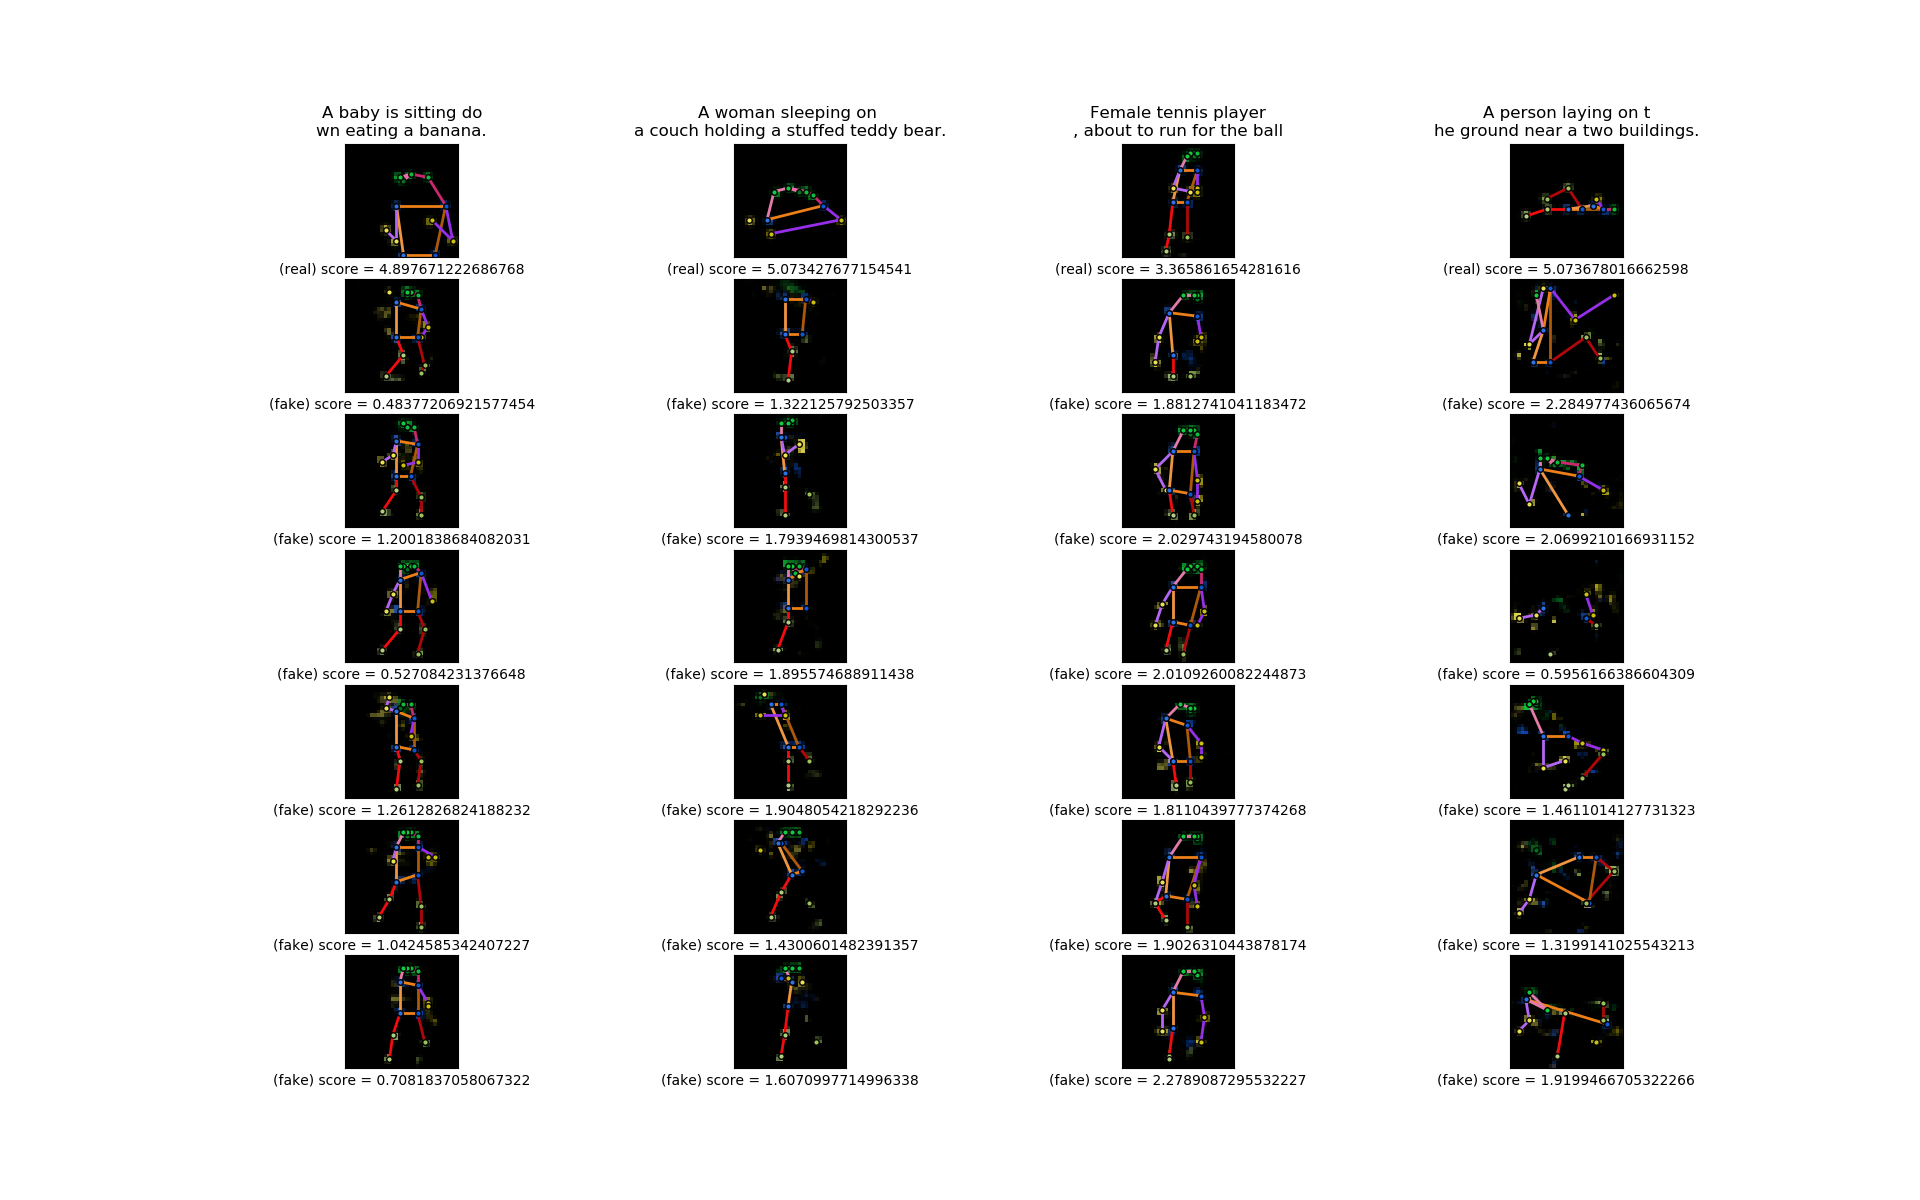 A baby is sitting do
wn eating a banana.
A woman sleeping on
a couch holding a stuffed teddy bear.
Female tennis player
, about to run for the ball
A person laying on t
he ground near a two buildings.
(real) score = 4.897671222686768
(real) score = 5.073427677154541
(real) score = 3.365861654281616
(real) score = 5.073678016662598
(fake) score = 0.48377206921577454
(fake) score = 1.322125792503357
(fake) score = 1.8812741041183472
(fake) score = 2.284977436065674
(fake) score = 1.2001838684082031
(fake) score = 1.7939469814300537
(fake) score = 2.029743194580078
(fake) score = 2.0699210166931152
(fake) score = 0.527084231376648
(fake) score = 1.895574688911438
(fake) score = 2.0109260082244873
(fake) score = 0.5956166386604309
(fake) score = 1.2612826824188232
(fake) score = 1.9048054218292236
(fake) score = 1.8110439777374268
(fake) score = 1.4611014127731323
(fake) score = 1.0424585342407227
(fake) score = 1.4300601482391357
(fake) score = 1.9026310443878174
(fake) score = 1.3199141025543213
(fake) score = 0.7081837058067322
(fake) score = 1.6070997714996338
(fake) score = 2.2789087295532227
(fake) score = 1.9199466705322266